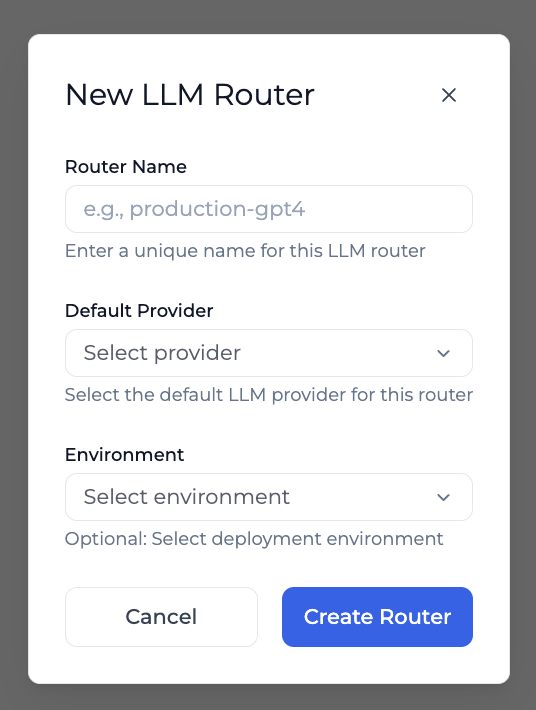 New LLM Router
Router Name
e.g., production-gpt4
Enter a unique name for this LLM router
Default Provider
Select provider
Select the default LLM provider for this router
Environment
Select environment
Optional: Select deployment environment
Cancel
Create Router